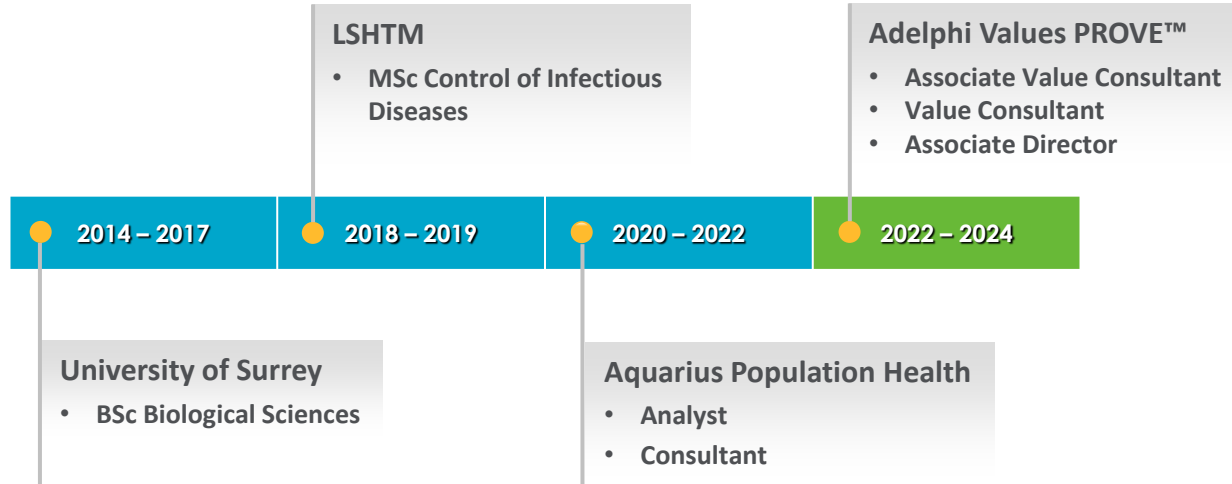 LSHTM
• MSc Control of Infectious
Diseases
Adelphi Values PROVE™
• Associate Value Consultant
• Value Consultant
• Associate Director
2014 – 2017
2018 – 2019
2020 – 2022
2022 – 2024
University of Surrey
• BSc Biological Sciences
Aquarius Population Health
• Analyst
• Consultant